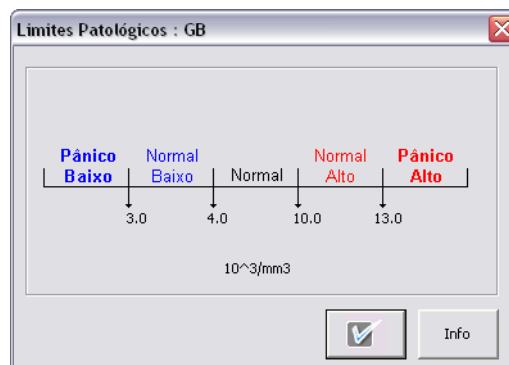 Limites Patológicos : GB
Pânico Normal Normal Pânico
Baixo Baixo Normal Alto Alto
3.0 4.0 10.0 13.0
10^3/mm3
Info